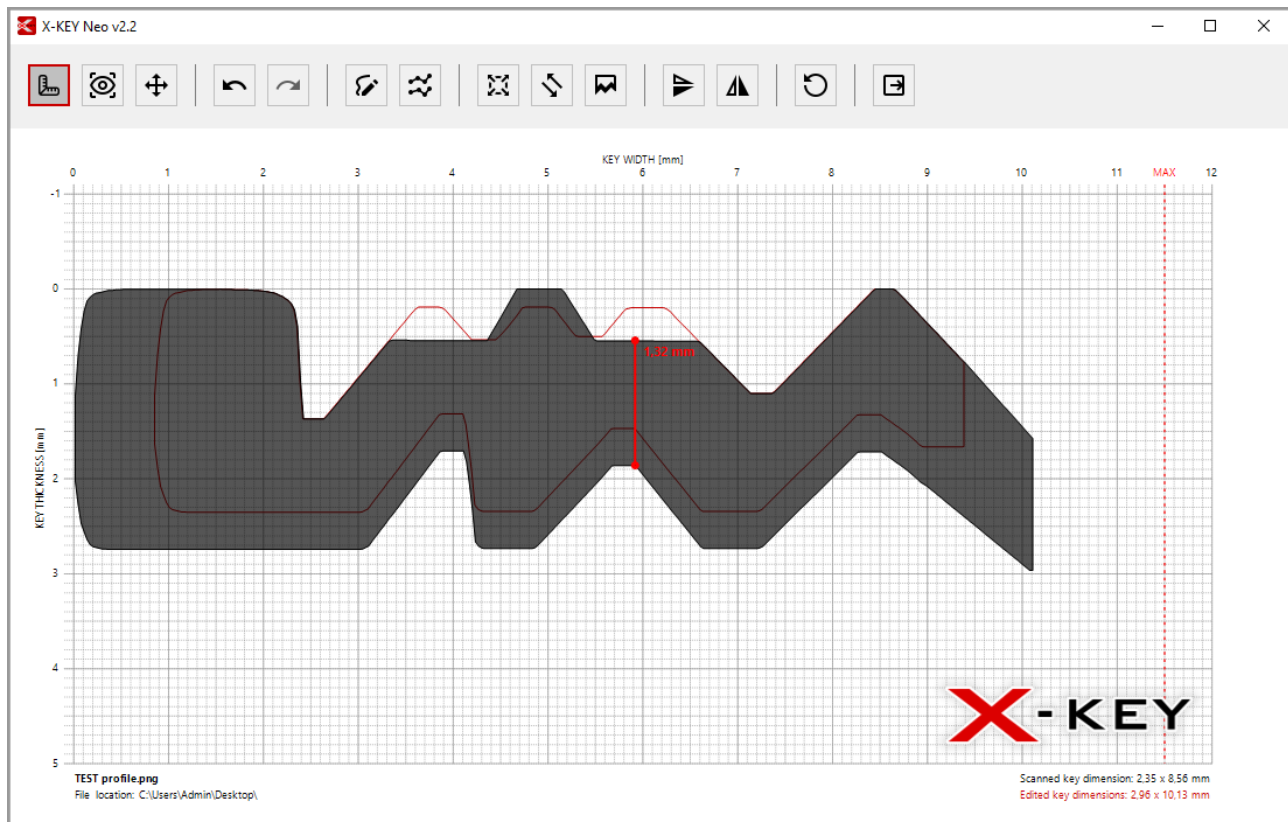 X-KEY Neo v2.2
KEY WIDTH [mm]
0 1 2 3 4 5 6 7 8 9 10 11 MAX 12
-1
0
1,32 mm
1
2
KEY THICKNESS [mm]
3
4
X-KEY
5
TEST profile.png
File location: C:\Users\Admin\Desktop\
Scanned key dimension: 2,35 x 8,56 mm
Edited key dimensions: 2,96 x 10,13 mm